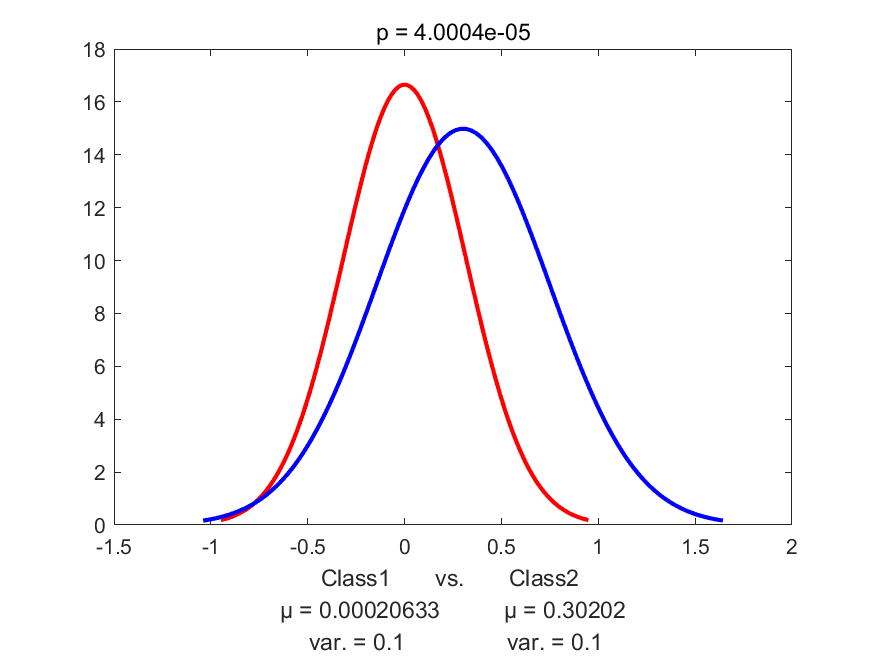 p = 4.0004e-05
18
16
14
12
10
8
6
4
2
0
-1.5 -1 -0.5 0 0.5 1 1.5 2
Class1 vs. Class2
μ = 0.00020633 μ = 0.30202
var. = 0.1 var. = 0.1